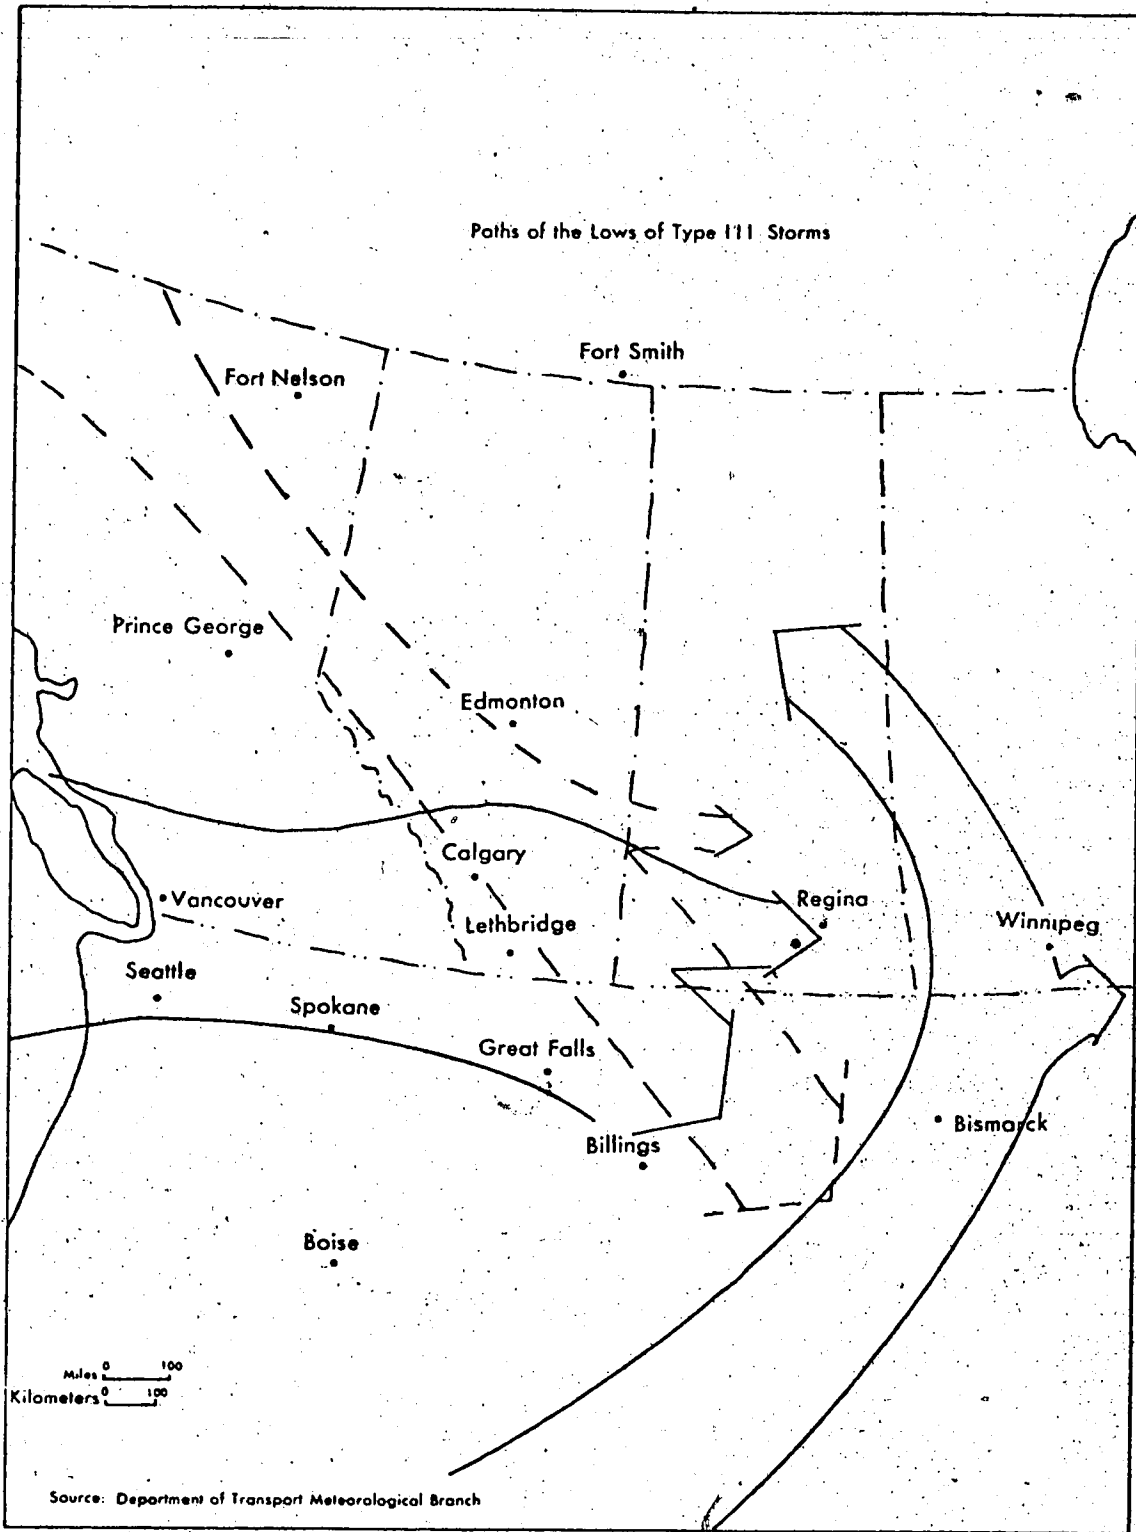 Paths of the Lows of Type III Storms
Fort Smith
Fort Nelson
Prince George
Edmonton
Calgary
Vancouver
Regina
Lethbridge
Winnipeg
Seattle
Spokane
Great Falls
Bismarck
Billings
Boise
Miles 0 100
Kilometers 0 100
Source: Department of Transport Meteorological Branch